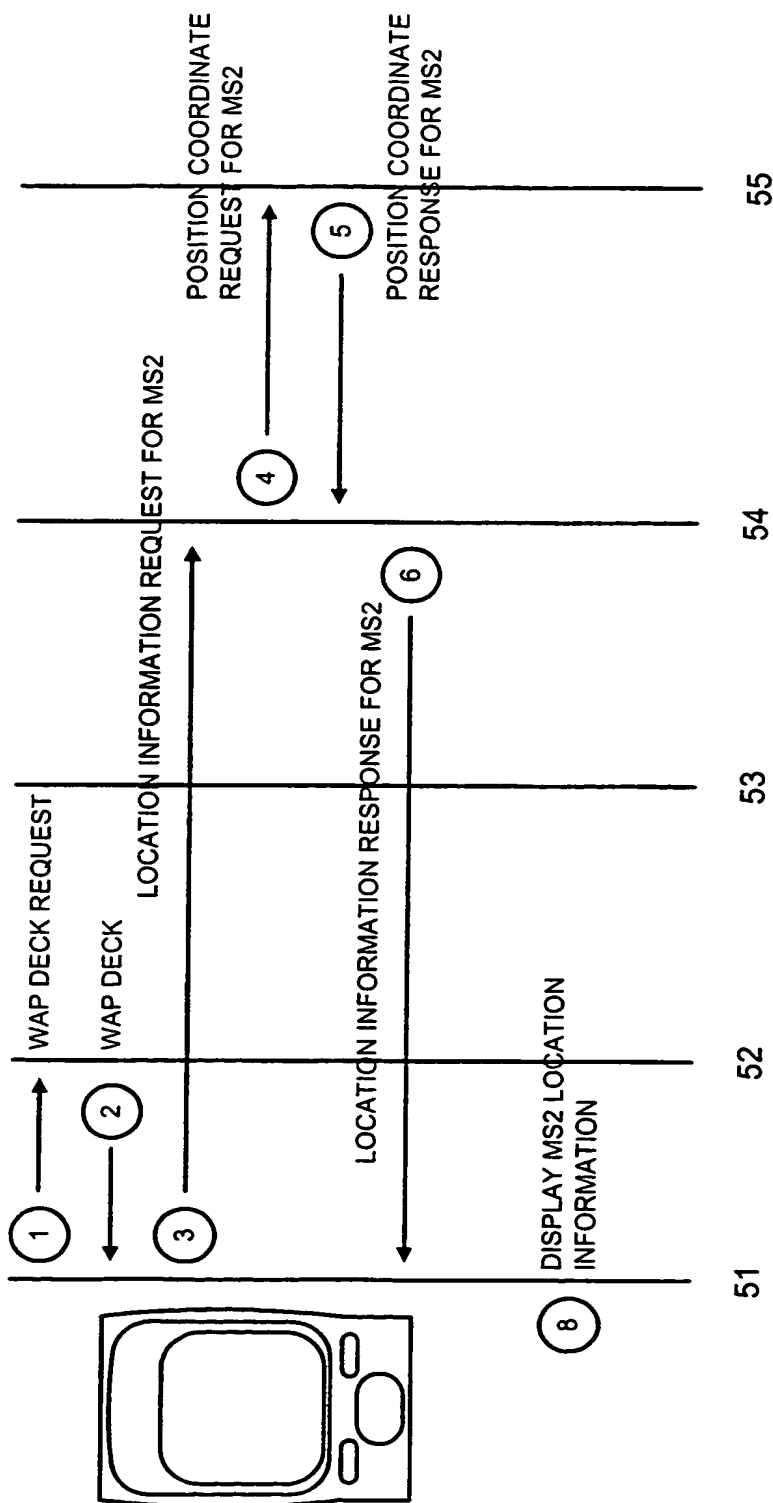 1
WAP DECK REQUEST
2
WAP DECK
3
LOCATION INFORMATION REQUEST FOR MS2
4
POSITION COORDINATE
REQUEST FOR MS2
5
POSITION COORDINATE
RESPONSE FOR MS2
6
LOCATION INFORMATION RESPONSE FOR MS2
8
DISPLAY MS2 LOCATION
INFORMATION
51
52
53
54
55